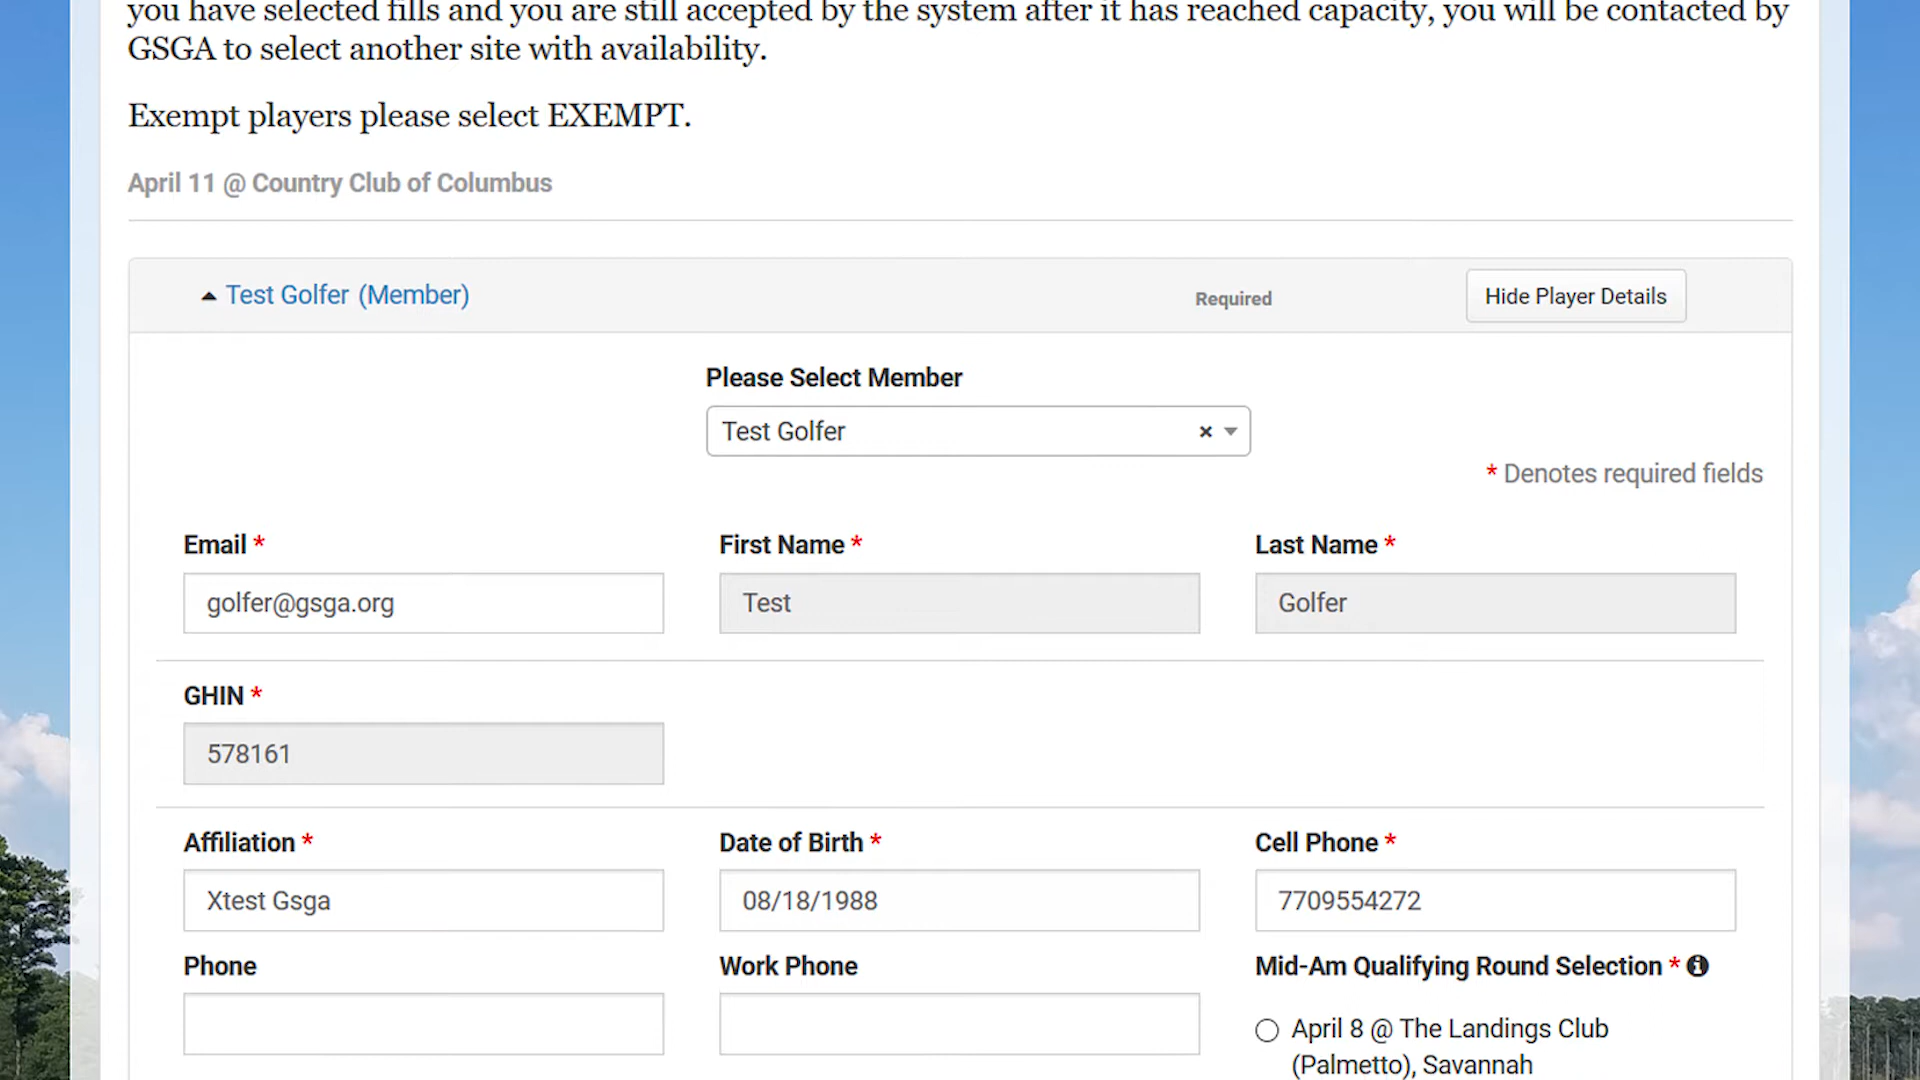 you have selected fills and you are still accepted by the system after it has reached capacity, you will be contacted by
GSGA to select another site with availability.
Exempt players please select EXEMPT.
April 11 @ Country Club of Columbus
Test Golfer (Member)
Required
Hide Player Details
Please Select Member
Test Golfer
* Denotes required fields
Email *
First Name *
Last Name *
golfer@gsga.org
Test
Golfer
GHIN *
578161
Affiliation *
Date of Birth *
Cell Phone *
Xtest Gsga
08/18/1988
7709554272
Phone
Work Phone
Mid-Am Qualifying Round Selection *
April 8 @ The Landings Club
(Palmetto), Savannah